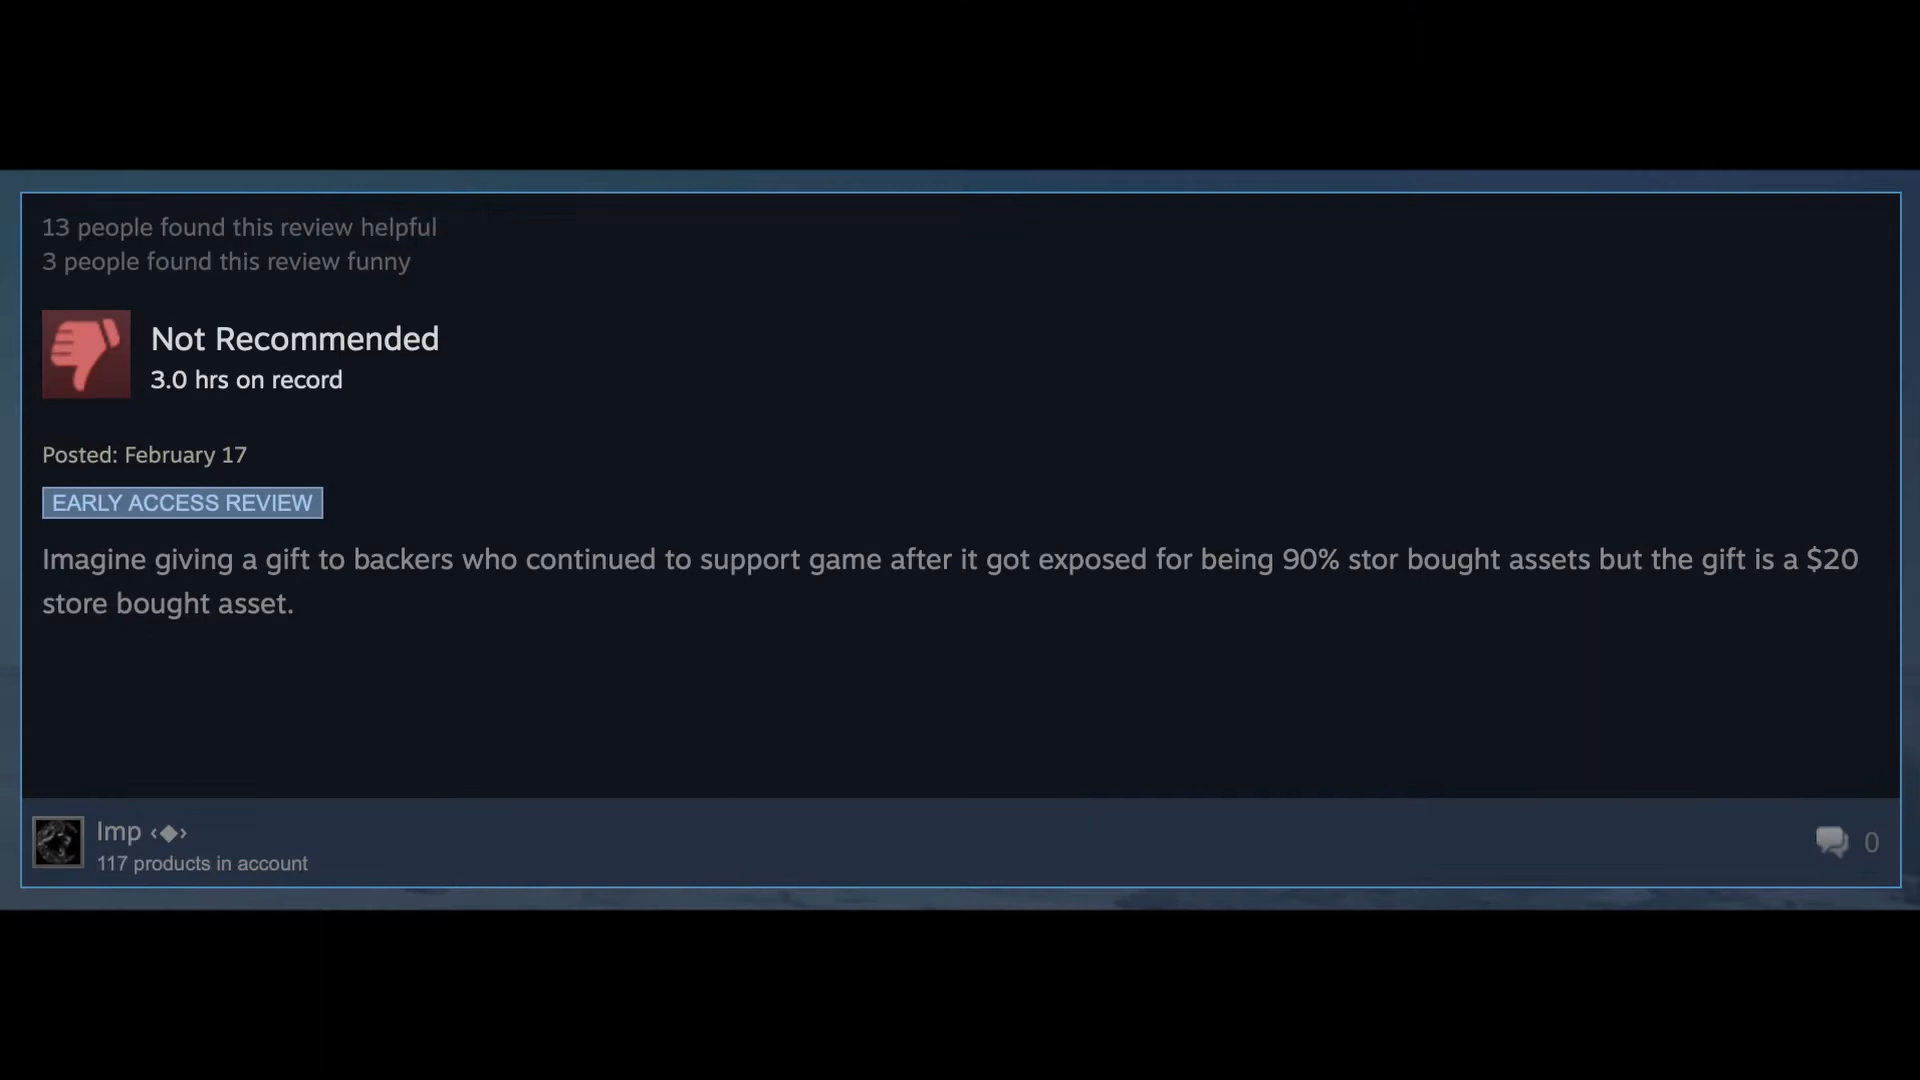 13 people found this review helpful
3 people found this review funny
Not Recommended
3.0 hrs on record
Posted: February 17
EARLY ACCESS REVIEW
Imagine giving a gift to backers who continued to support game after it got exposed for being 90% stor bought assets but the gift is a $20
store bought asset.
Imp ‹◆›
117 products in account
0